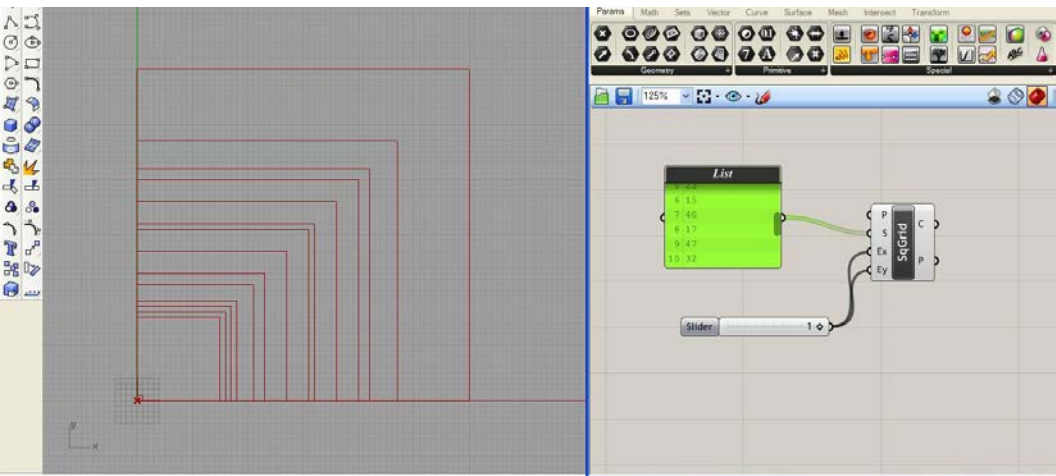 Params Math Sets Vector Curve Surface Mesh Intersect Transform
Geometry Primitive Special
125%
List
6 15
7 40
8 17
9 47
10 32
P C
S
SqGrid
Ex
Ey P
Slider 1
y
x